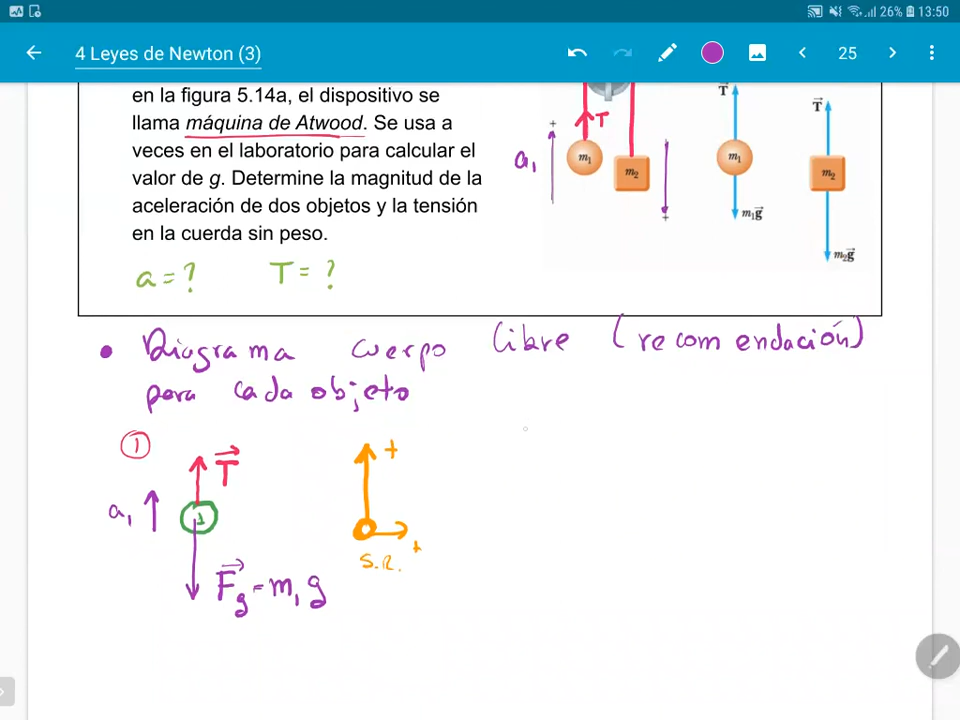 26% 13:50
4 Leyes de Newton (3)
25
en la figura 5.14a, el dispositivo se
llama máquina de Atwood. Se usa a
veces en el laboratorio para calcular el
valor de g. Determine la magnitud de la
aceleración de dos objetos y la tensión
en la cuerda sin peso.
a = ? T = ?
+ T
a₁ m₁ m₂
+
T⃗ m₁ m₁g⃗
T⃗ m₂ m₂g⃗
• Diagrama cuerpo libre (recomendación)
para cada objeto
① T⃗ +
a₁ 1 +
S.R.
F⃗g = m₁g